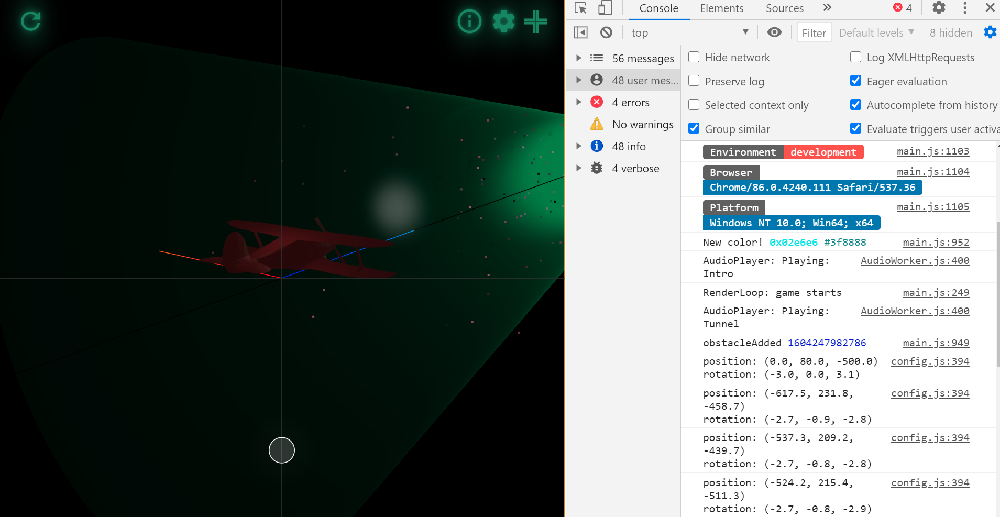 Console Elements Sources 4
top Filter Default levels 8 hidden
56 messages
48 user mes...
4 errors
No warnings
48 info
4 verbose
Hide network Log XMLHttpRequests
Preserve log Eager evaluation
Selected context only Autocomplete from history
Group similar Evaluate triggers user activa
Environment development main.js:1103
Browser main.js:1104
Chrome/86.0.4240.111 Safari/537.36
Platform main.js:1105
Windows NT 10.0; Win64; x64
New color! 0x02e6e6 #3f8888 main.js:952
AudioPlayer: Playing: AudioWorker.js:400
Intro
RenderLoop: game starts main.js:249
AudioPlayer: Playing: AudioWorker.js:400
Tunnel
obstacleAdded 1604247982786 main.js:949
position: (0.0, 80.0, -500.0) config.js:394
rotation: (-3.0, 0.0, 3.1)
position: (-617.5, 231.8, config.js:394
-458.7)
rotation: (-2.7, -0.9, -2.8)
position: (-537.3, 209.2, config.js:394
-439.7)
rotation: (-2.7, -0.8, -2.8)
position: (-524.2, 215.4, config.js:394
-511.3)
rotation: (-2.7, -0.8, -2.9)